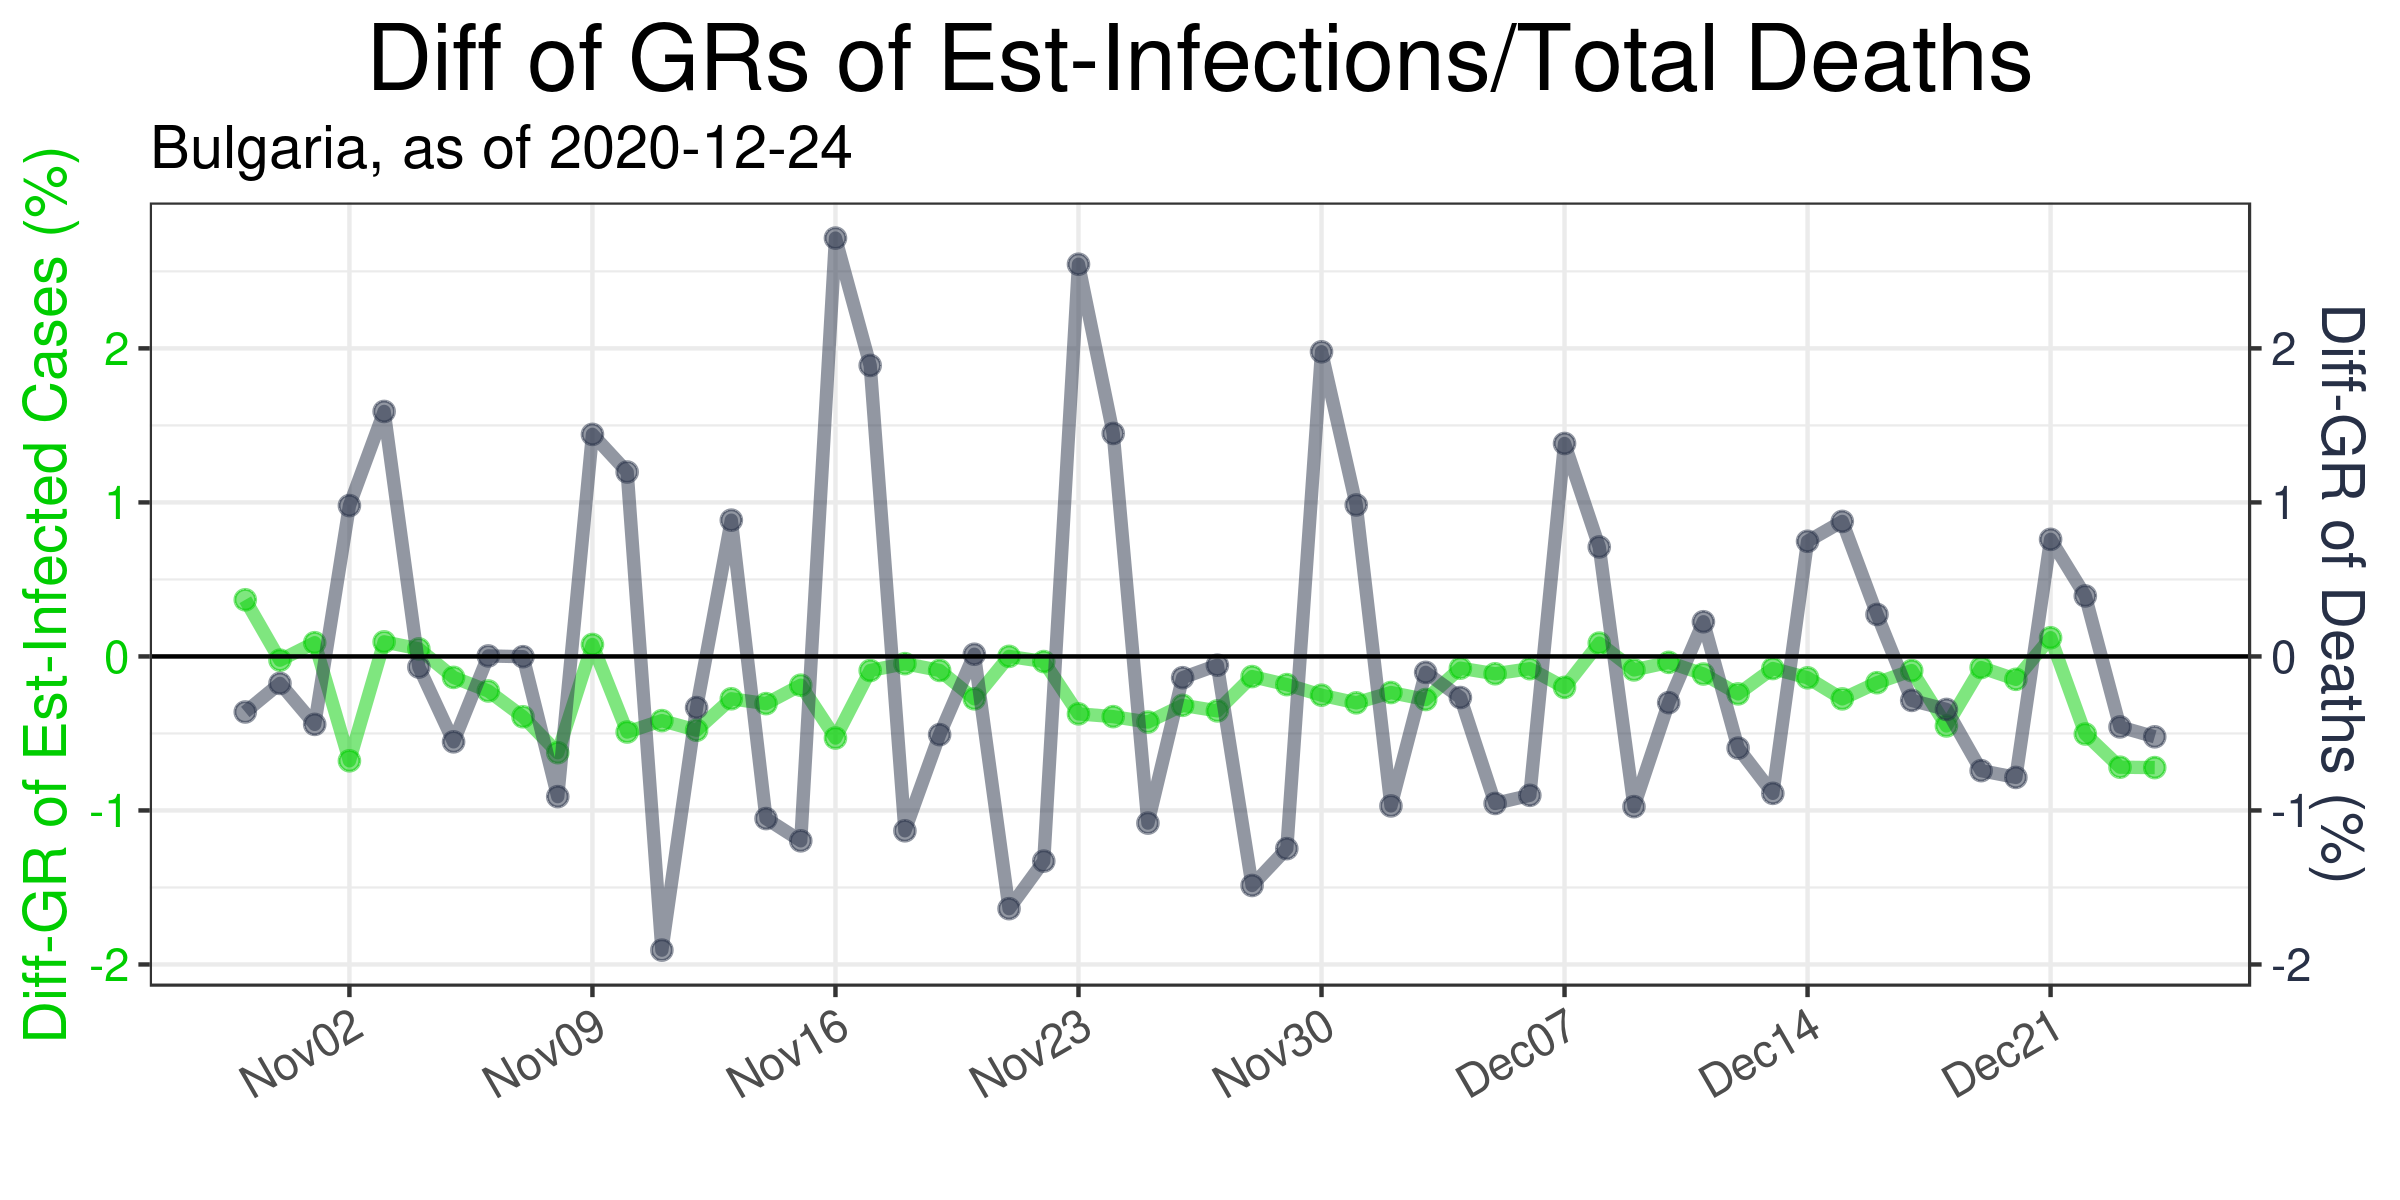 Diff of GRs of Est-Infections/Total Deaths
Bulgaria, as of 2020-12-24
Diff-GR of Est-Infected Cases (%)
2
1
0
-1
-2
2
1
0
-1
-2
Diff-GR of Deaths (%)
Nov02
Nov09
Nov16
Nov23
Nov30
Dec07
Dec14
Dec21